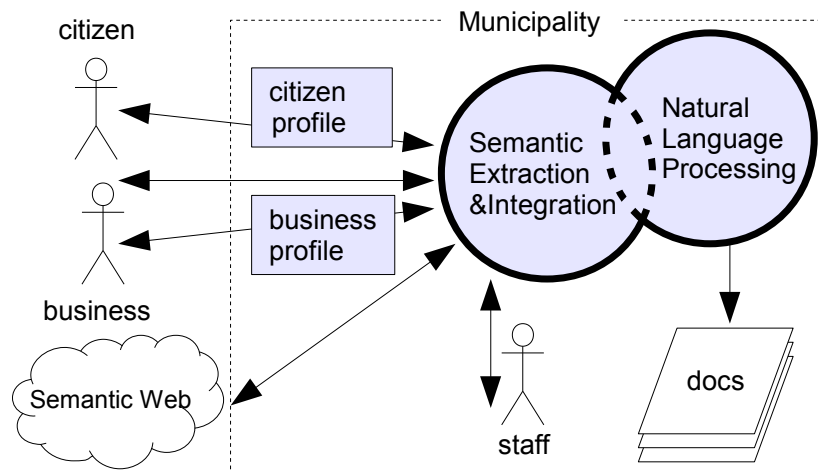 Municipality
citizen
citizen
profile
Natural
Language
Processing
Semantic
Extraction
&Integration
business
profile
business
Semantic Web
docs
staff